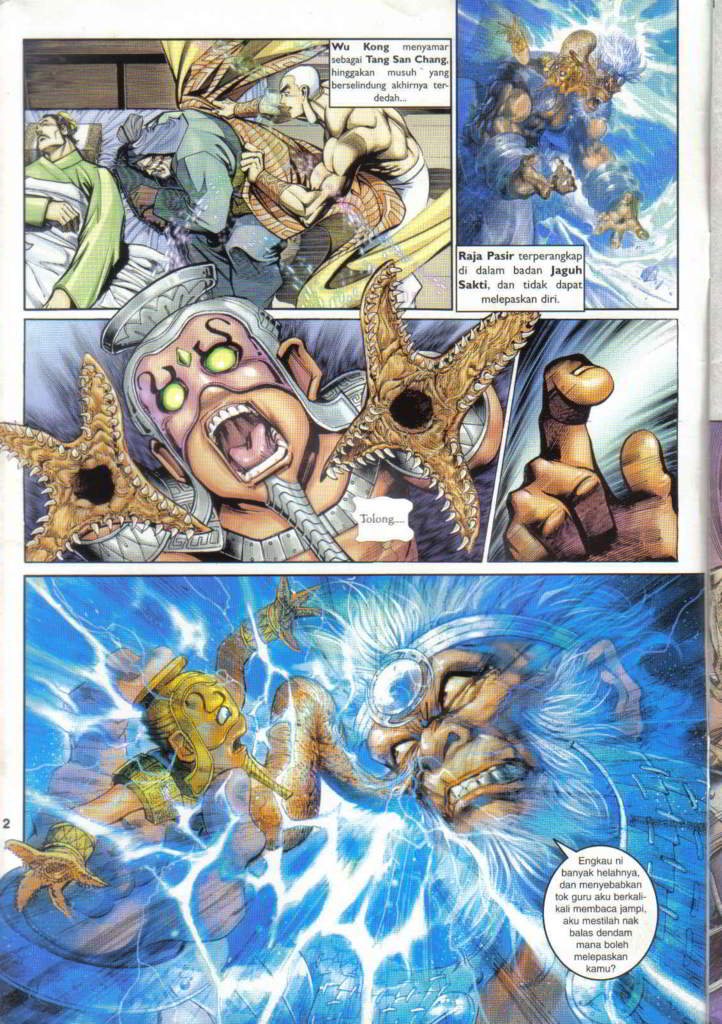 Wu Kong menyamar
sebagai Tang San Chang,
hinggakan musuh yang
berselindung akhirnya ter-
dedah...
Raja Pasir terperangkap
di dalam badan Jaguh
Sakti, dan tidak dapat
melepaskan diri.
Tolong....
Engkau ni
banyak helahnya,
dan menyebabkan
tok guru aku berkali-
kali membaca jampi,
aku mestilah nak
balas dendam
mana boleh
melepaskan
kamu?
2